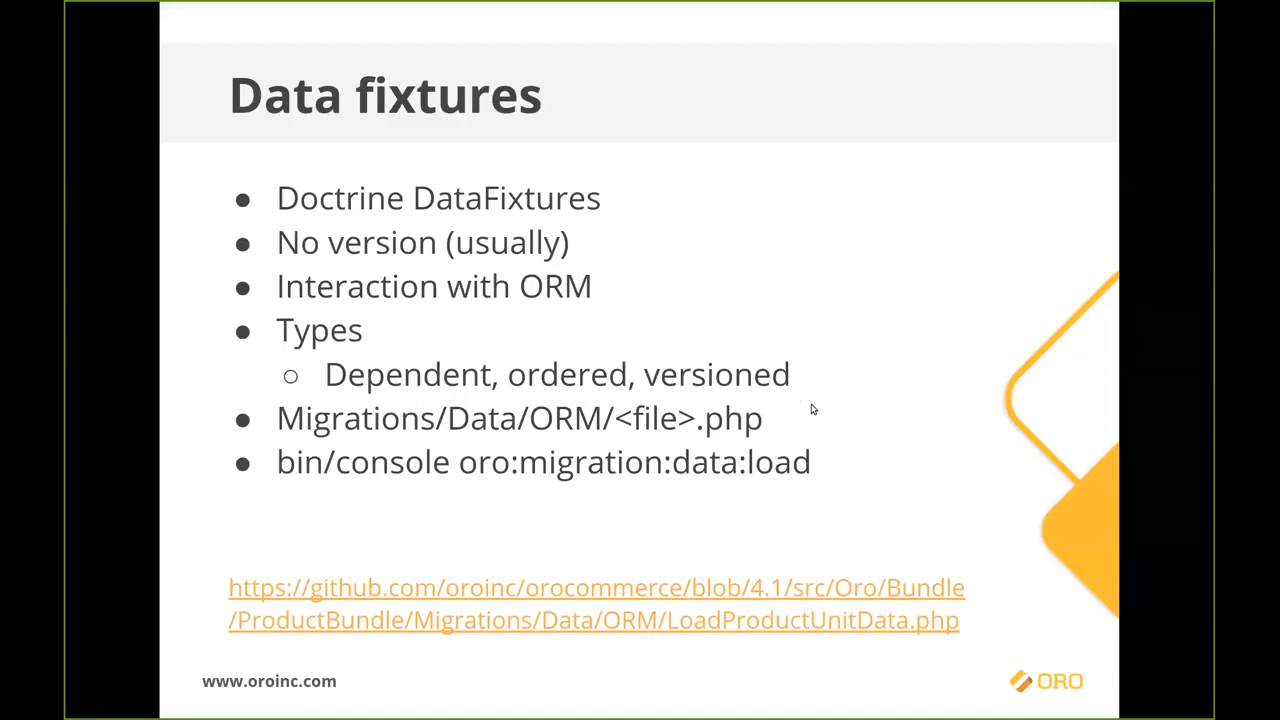 Data fixtures
● Doctrine DataFixtures
● No version (usually)
● Interaction with ORM
● Types
○ Dependent, ordered, versioned
● Migrations/Data/ORM/<file>.php
● bin/console oro:migration:data:load
https://github.com/oroinc/orocommerce/blob/4.1/src/Oro/Bundle
/ProductBundle/Migrations/Data/ORM/LoadProductUnitData.php
www.oroinc.com
ORO